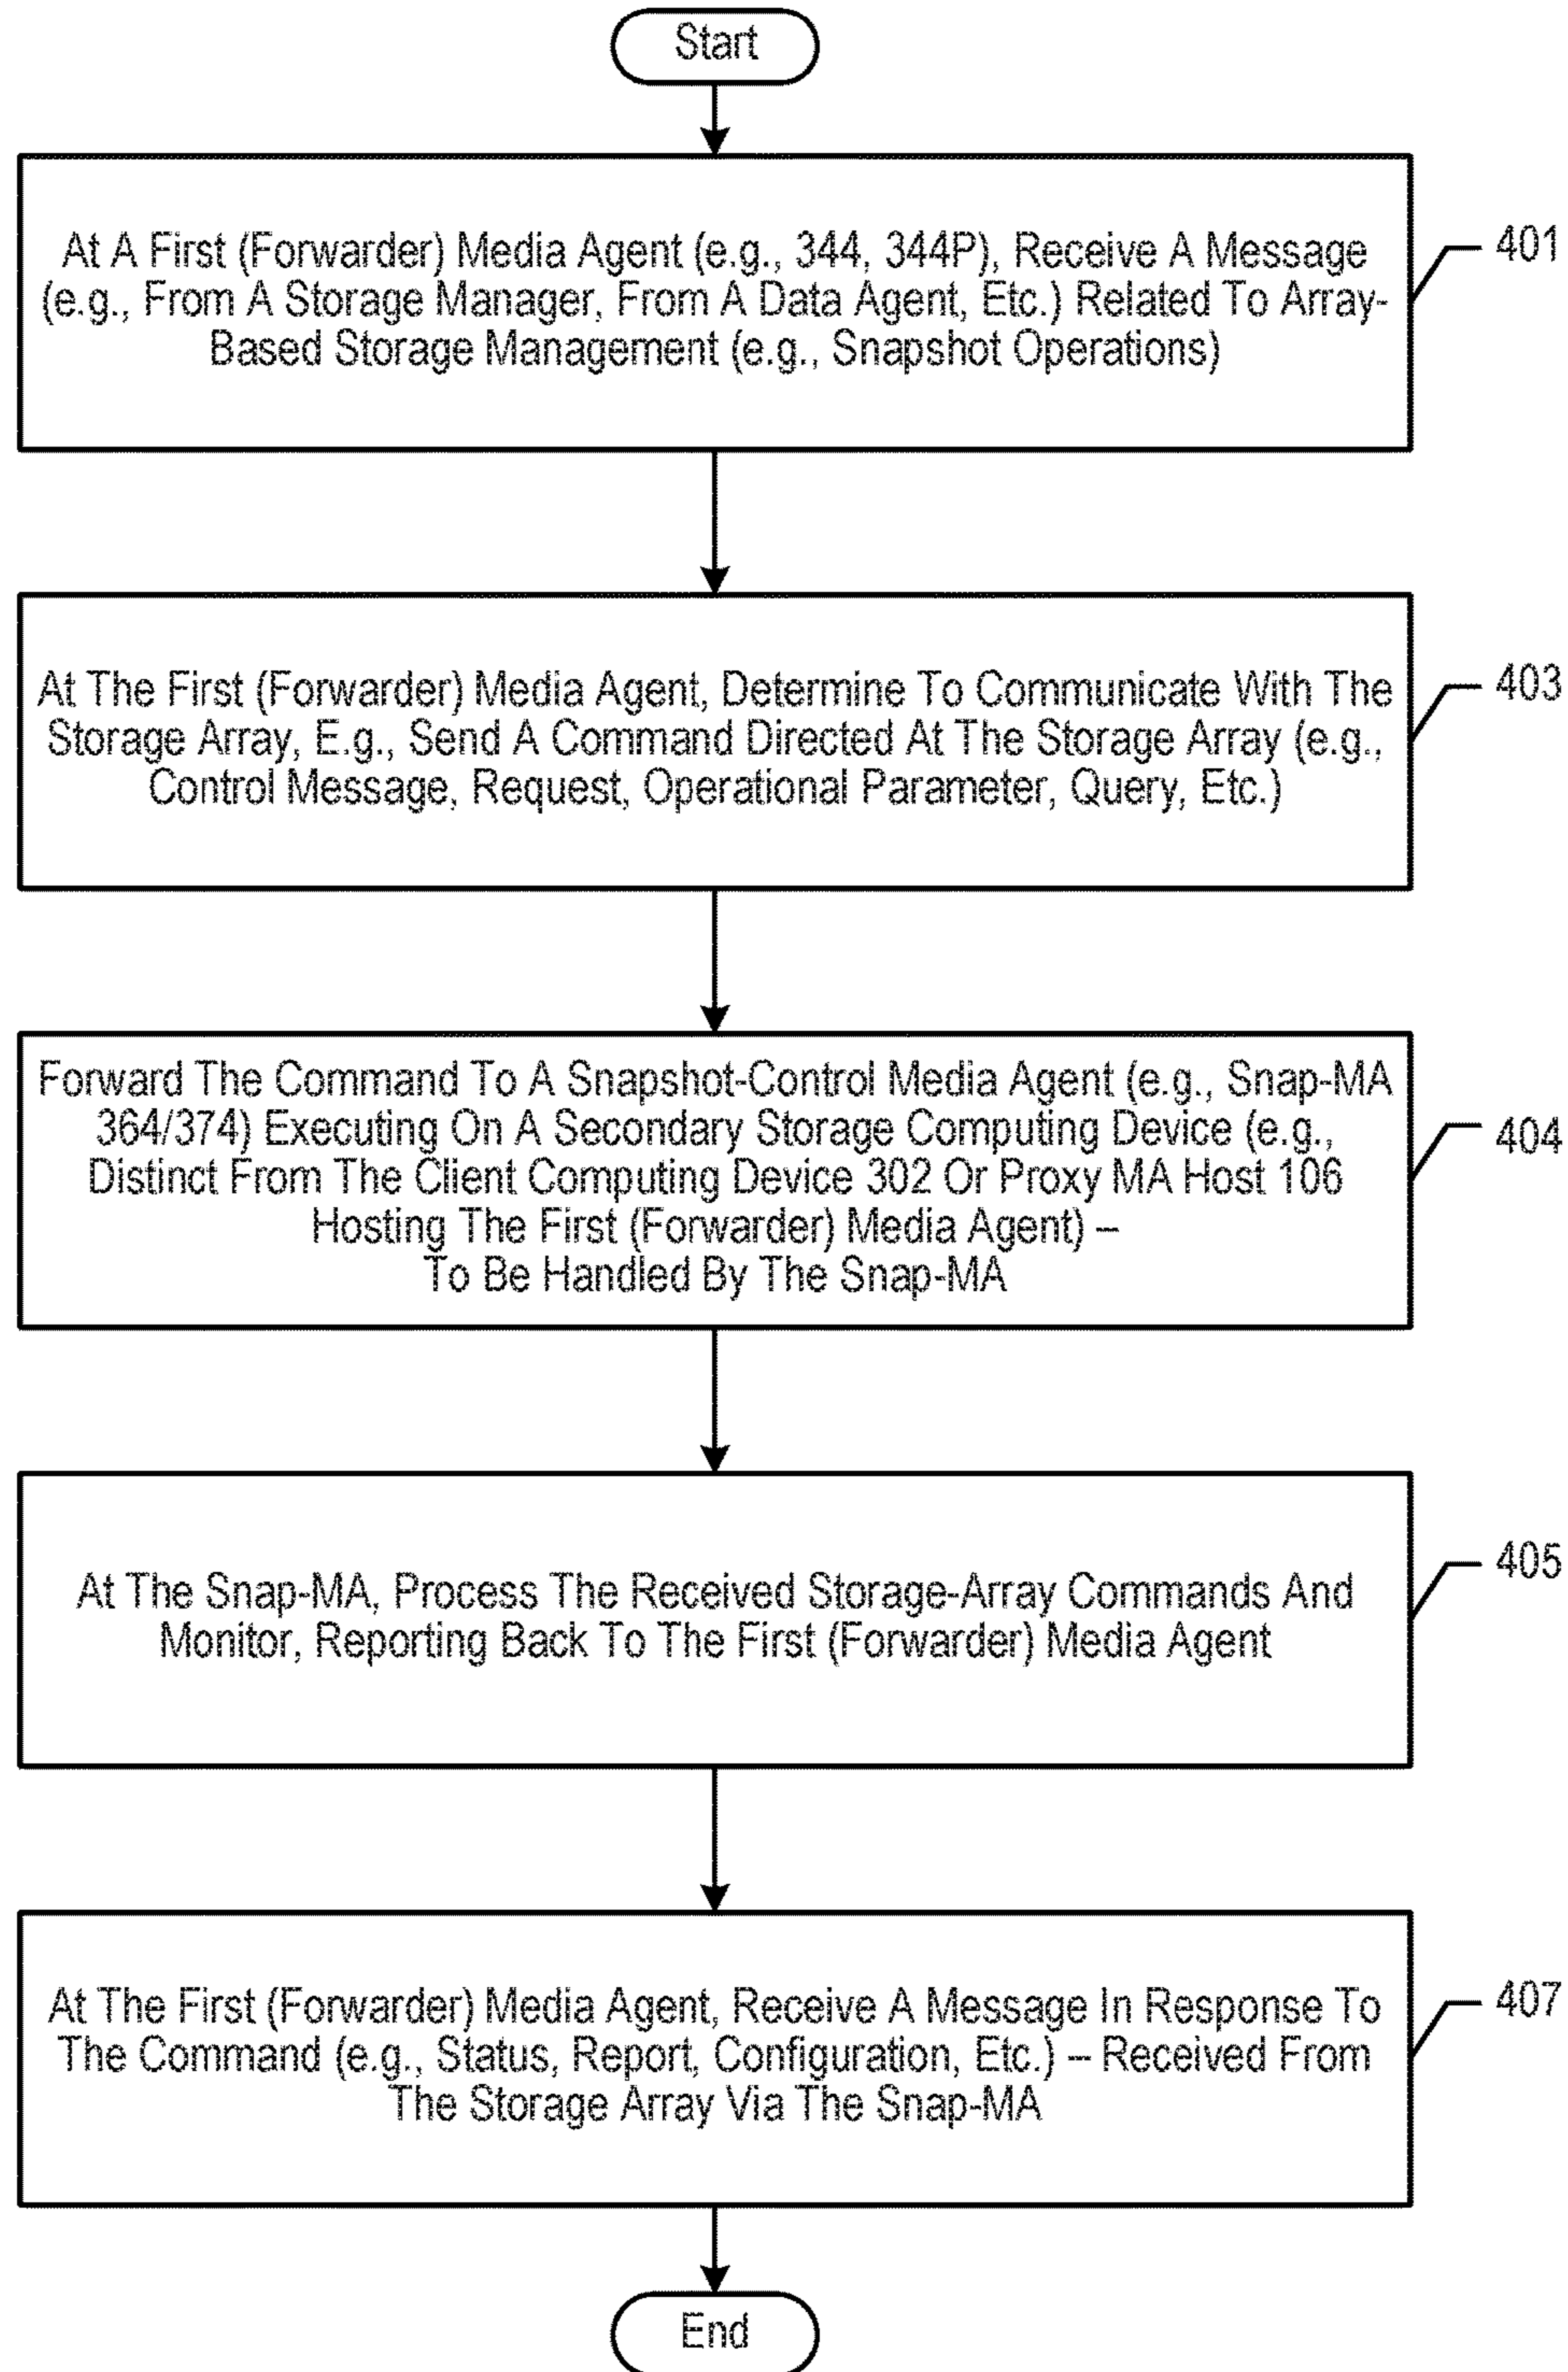 Start
At A First (Forwarder) Media Agent (e.g., 344, 344P), Receive A Message
(e.g., From A Storage Manager, From A Data Agent, Etc.) Related To Array-
Based Storage Management (e.g., Snapshot Operations)
401
At The First (Forwarder) Media Agent, Determine To Communicate With The
Storage Array, E.g., Send A Command Directed At The Storage Array (e.g.,
Control Message, Request, Operational Parameter, Query, Etc.)
403
Forward The Command To A Snapshot-Control Media Agent (e.g., Snap-MA
364/374) Executing On A Secondary Storage Computing Device (e.g.,
Distinct From The Client Computing Device 302 Or Proxy MA Host 106
Hosting The First (Forwarder) Media Agent) –
To Be Handled By The Snap-MA
404
At The Snap-MA, Process The Received Storage-Array Commands And
Monitor, Reporting Back To The First (Forwarder) Media Agent
405
At The First (Forwarder) Media Agent, Receive A Message In Response To
The Command (e.g., Status, Report, Configuration, Etc.) – Received From
The Storage Array Via The Snap-MA
407
End